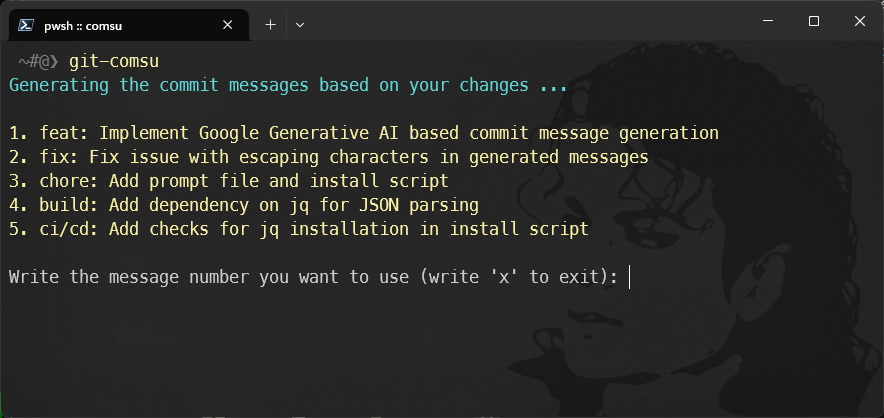 pwsh :: comsu
~#@❯ git-comsu
Generating the commit messages based on your changes ...
1. feat: Implement Google Generative AI based commit message generation
2. fix: Fix issue with escaping characters in generated messages
3. chore: Add prompt file and install script
4. build: Add dependency on jq for JSON parsing
5. ci/cd: Add checks for jq installation in install script
Write the message number you want to use (write 'x' to exit):